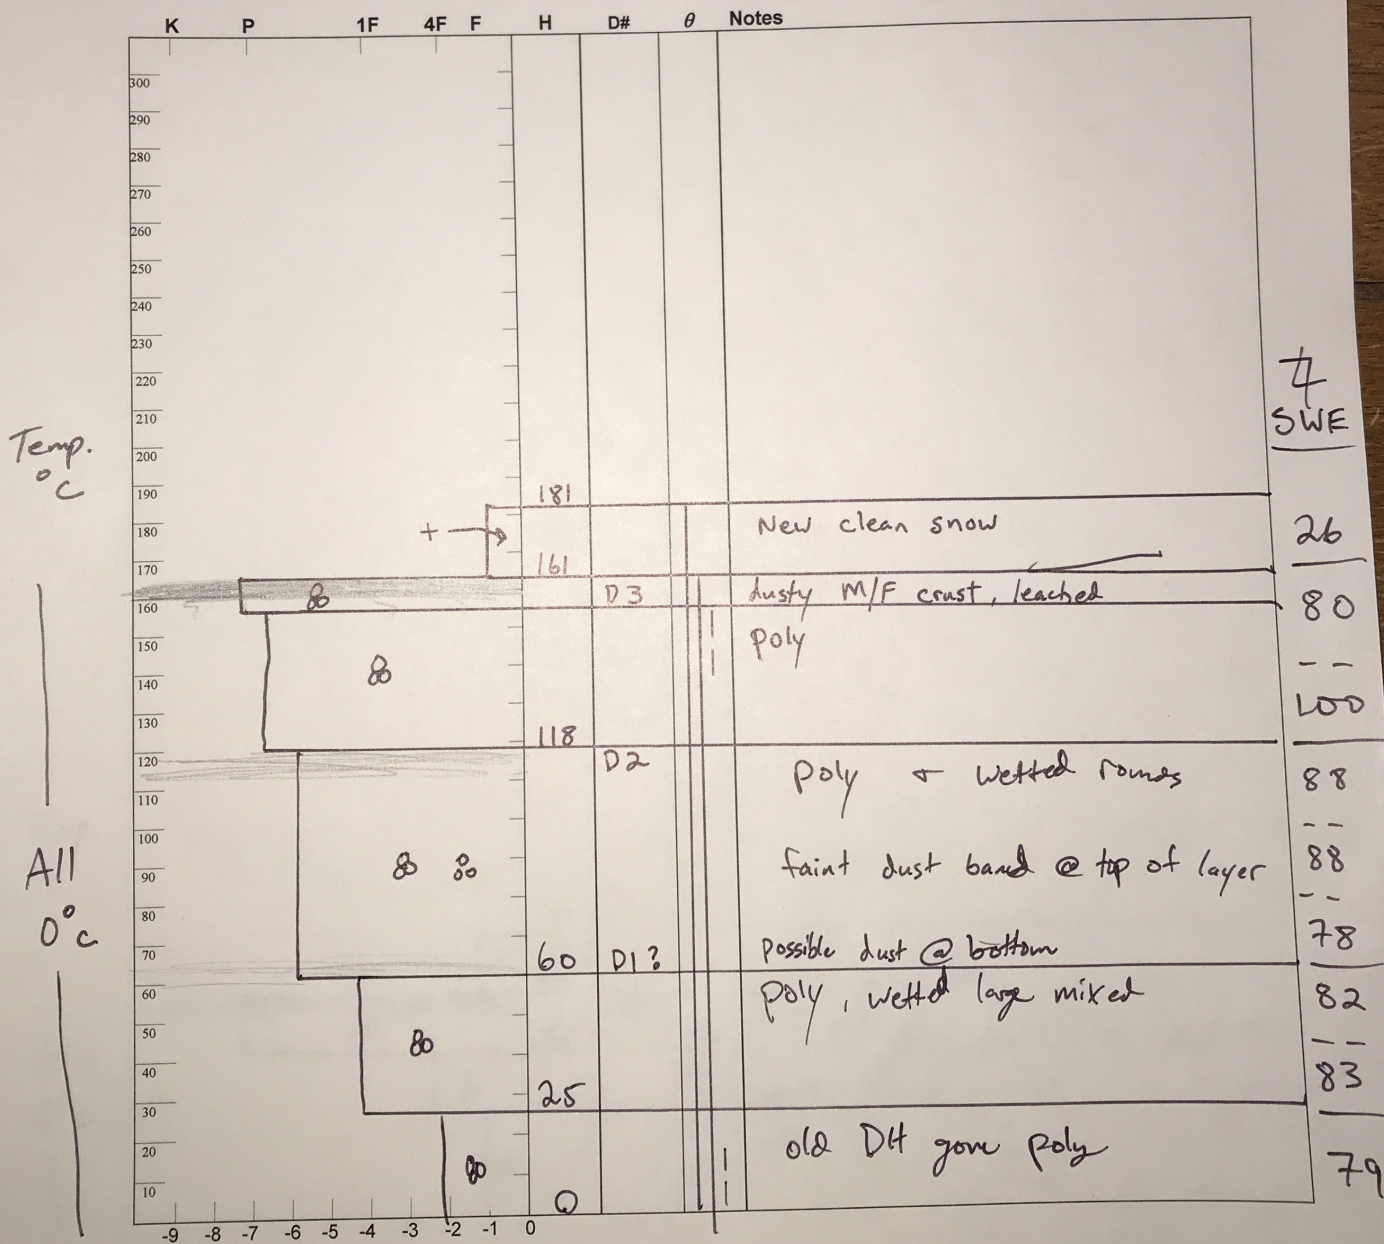 K P 1F 4F F H D# θ Notes
300
290
280
270
260
250
240
230
220
SWE
210
Temp.
°C
200
190 181
180 + New clean snow 26
170 161
D3 dusty M/F crust, leached
160 80
150 poly
140
130 100
118
120 D2 poly + wetted rounds 88
110
100
All 90 faint dust band @ top of layer 88
0°C
80
70 60 D1? possible dust @ bottom 78
60 poly, wetted large mixed 82
50
40 25 83
30
20 old DH gone poly 79
10 0
-9 -8 -7 -6 -5 -4 -3 -2 -1 0